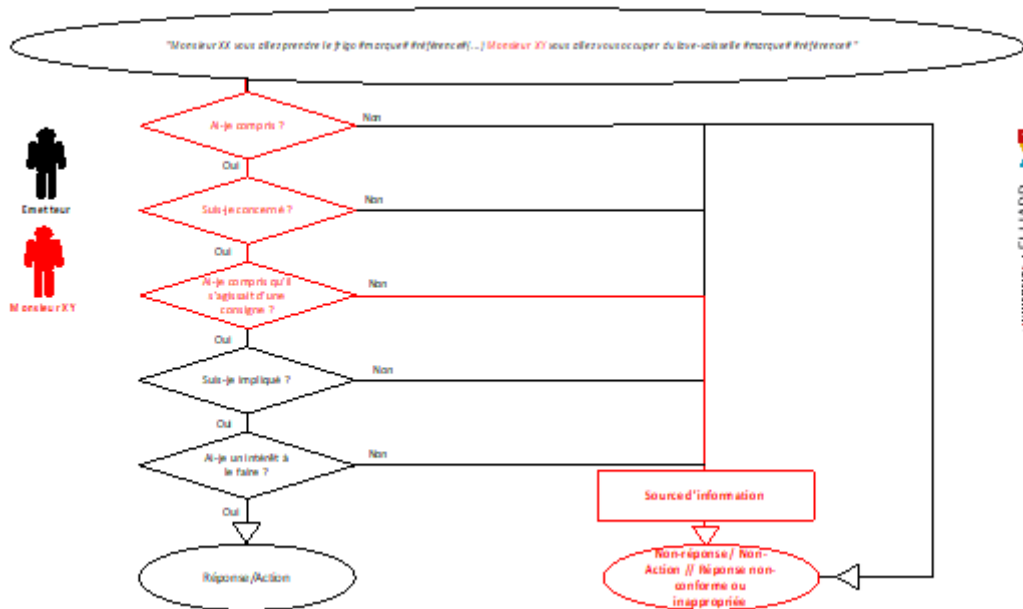 "Monsieur XX vous allez prendre le frigo #marque# #référence# (...) Monsieur XY vous allez vous occuper du lave-vaisselle #marque# #référence# "
Ai-je compris ?
Non
Oui
Emetteur
Suis-je concerné ?
Non
Oui
Monsieur XY
Ai-je compris qu'il
s'agissait d'une
consigne ?
Non
Oui
Suis-je impliqué ?
Non
Oui
Ai-je un intérêt à
le faire ?
Non
Oui
Source d'information
Réponse/Action
Non-réponse / Non-
Action // Réponse non-
conforme ou
inappropriée